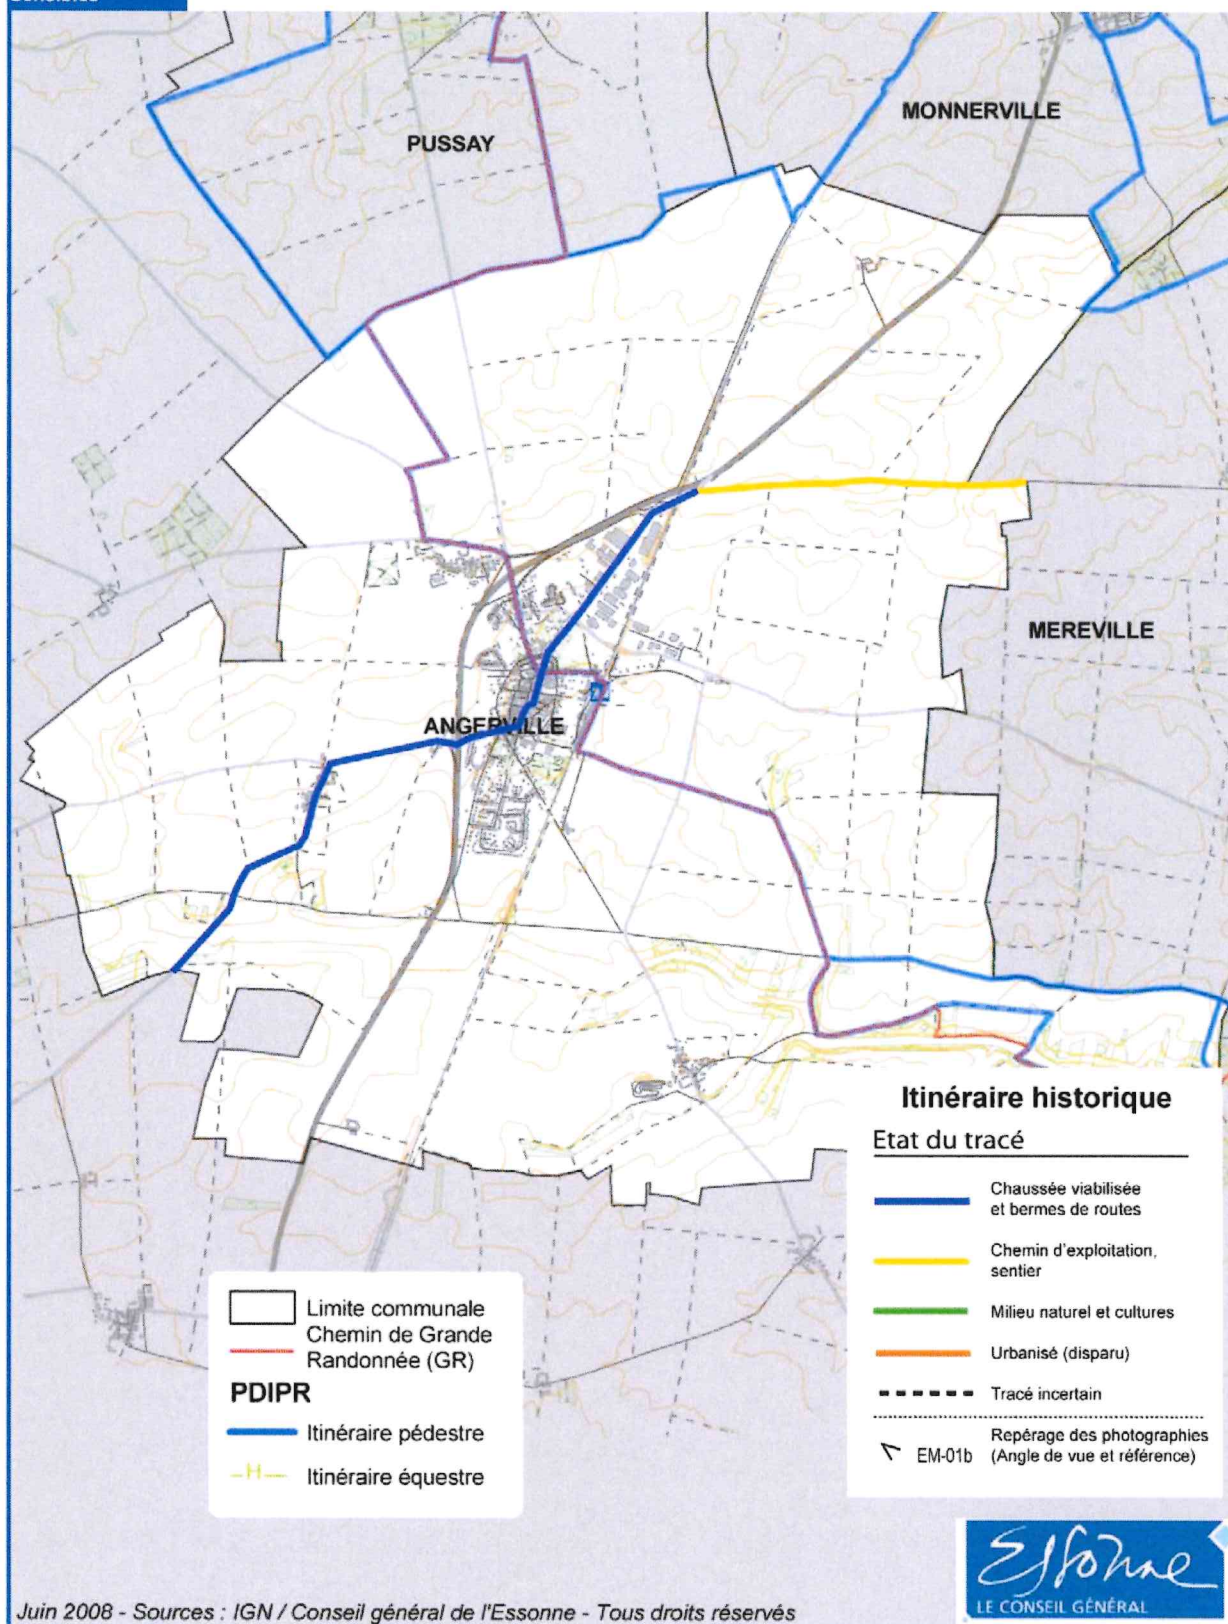 PUSSAY
MONNERVILLE
MEREVILLE
ANGERVILLE
Itinéraire historique
Etat du tracé
Chaussée viabilisée
et bermes de routes
Chemin d'exploitation,
sentier
Milieu naturel et cultures
Urbanisé (disparu)
Tracé incertain
EM-01b
Repérage des photographies
(Angle de vue et référence)
Limite communale
Chemin de Grande
Randonnée (GR)
PDIPR
Itinéraire pédestre
H
Itinéraire équestre
Essonne
LE CONSEIL GÉNÉRAL
Juin 2008 - Sources : IGN / Conseil général de l'Essonne - Tous droits réservés